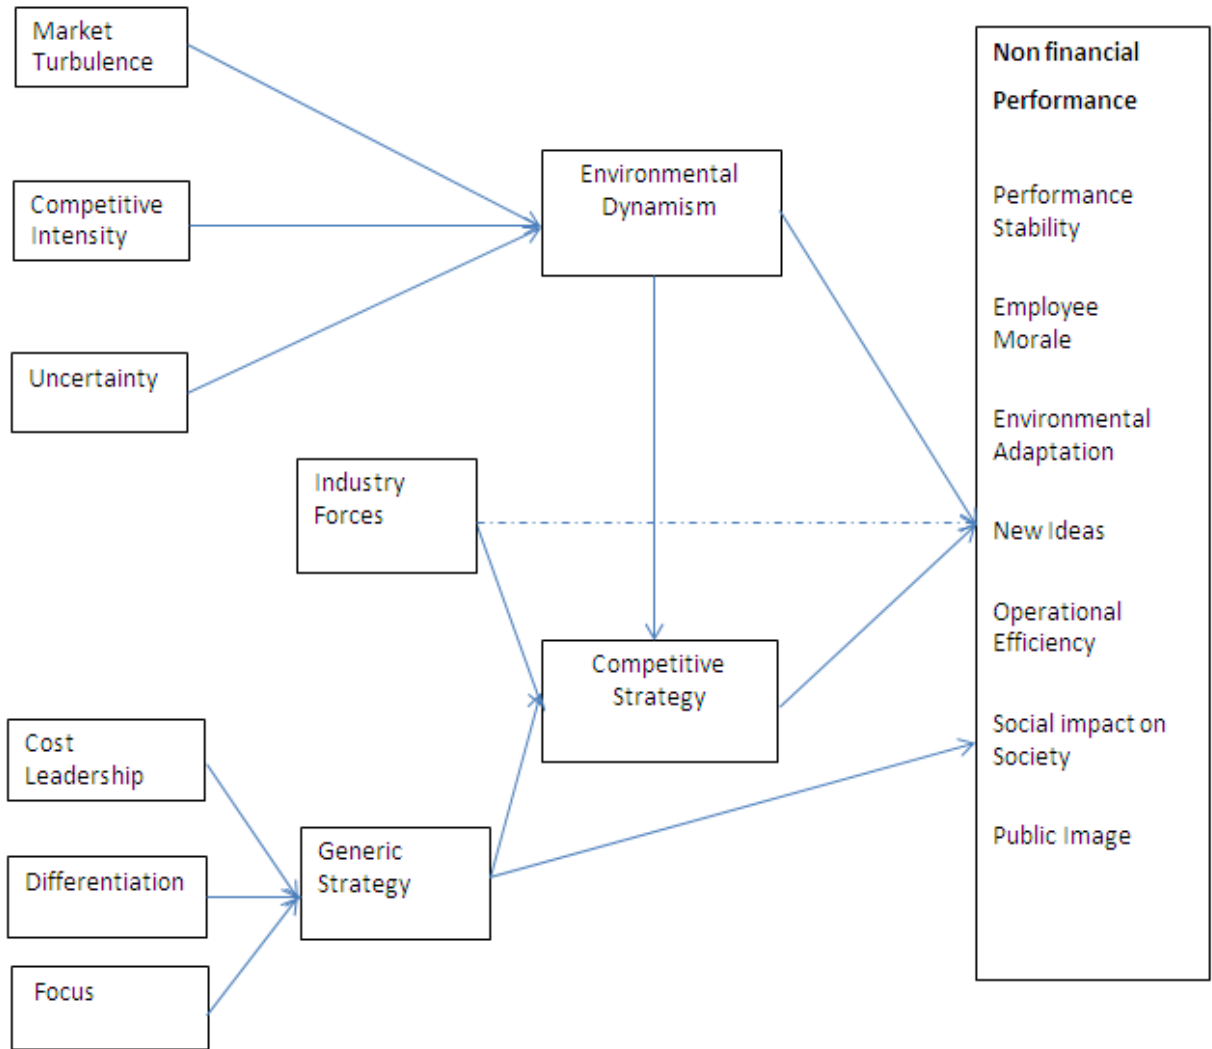 Market
Turbulence
Competitive
Intensity
Uncertainty
Environmental
Dynamism
Industry
Forces
Competitive
Strategy
Cost
Leadership
Differentiation
Focus
Generic
Strategy
Non financial
Performance
Performance
Stability
Employee
Morale
Environmental
Adaptation
New Ideas
Operational
Efficiency
Social impact on
Society
Public Image